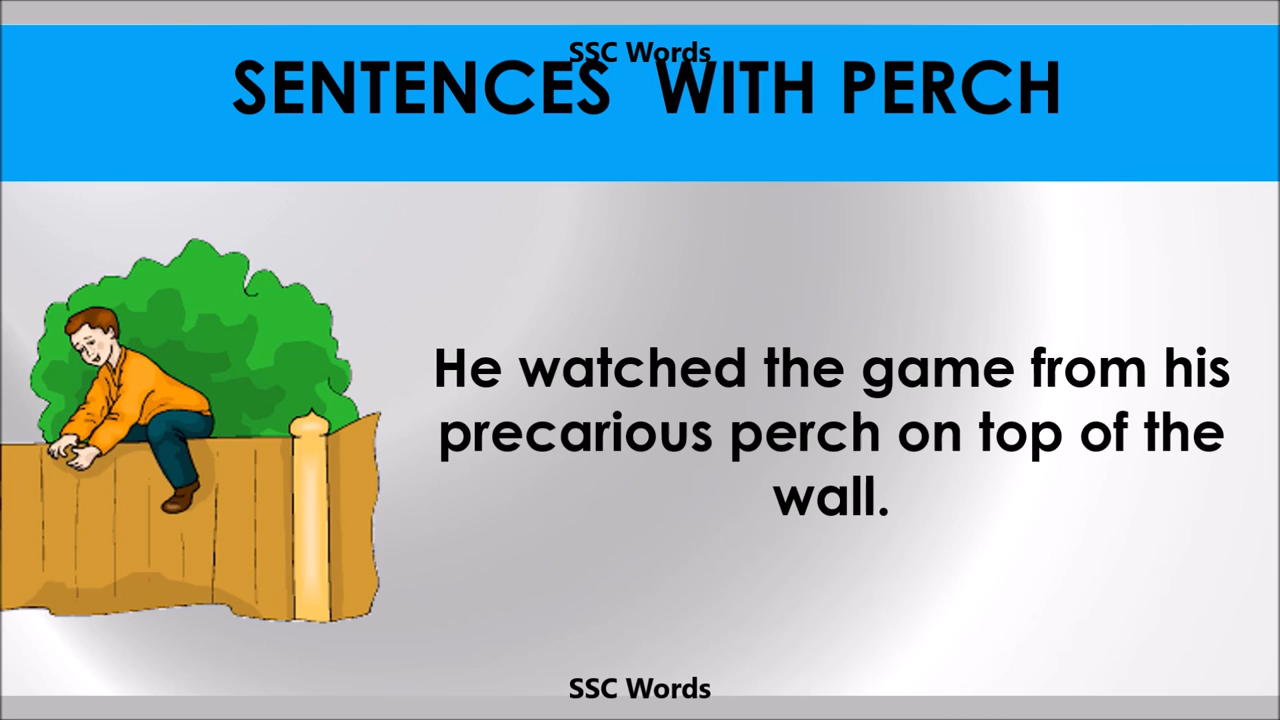 SSC Words
SENTENCES WITH PERCH
He watched the game from his
precarious perch on top of the
wall.
SSC Words